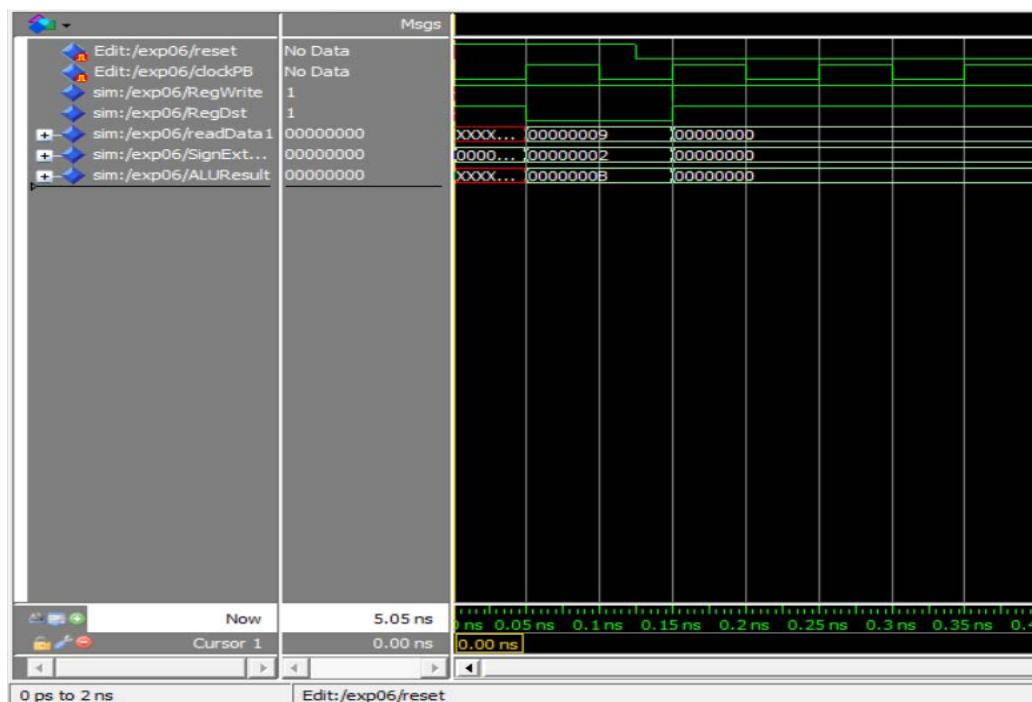 Msgs
Edit:/exp06/reset No Data
Edit:/exp06/clockPB No Data
sim:/exp06/RegWrite 1
sim:/exp06/RegDst 1
sim:/exp06/readData1 00000000 XXXX... 00000009 00000000
sim:/exp06/SignExt... 00000000 0000... 00000002 00000000
sim:/exp06/ALUResult 00000000 XXXX... 0000000B 00000000
Now 5.05 ns ns 0.05 ns 0.1 ns 0.15 ns 0.2 ns 0.25 ns 0.3 ns 0.35 ns 0.4
Cursor 1 0.00 ns 0.00 ns
0 ps to 2 ns Edit:/exp06/reset